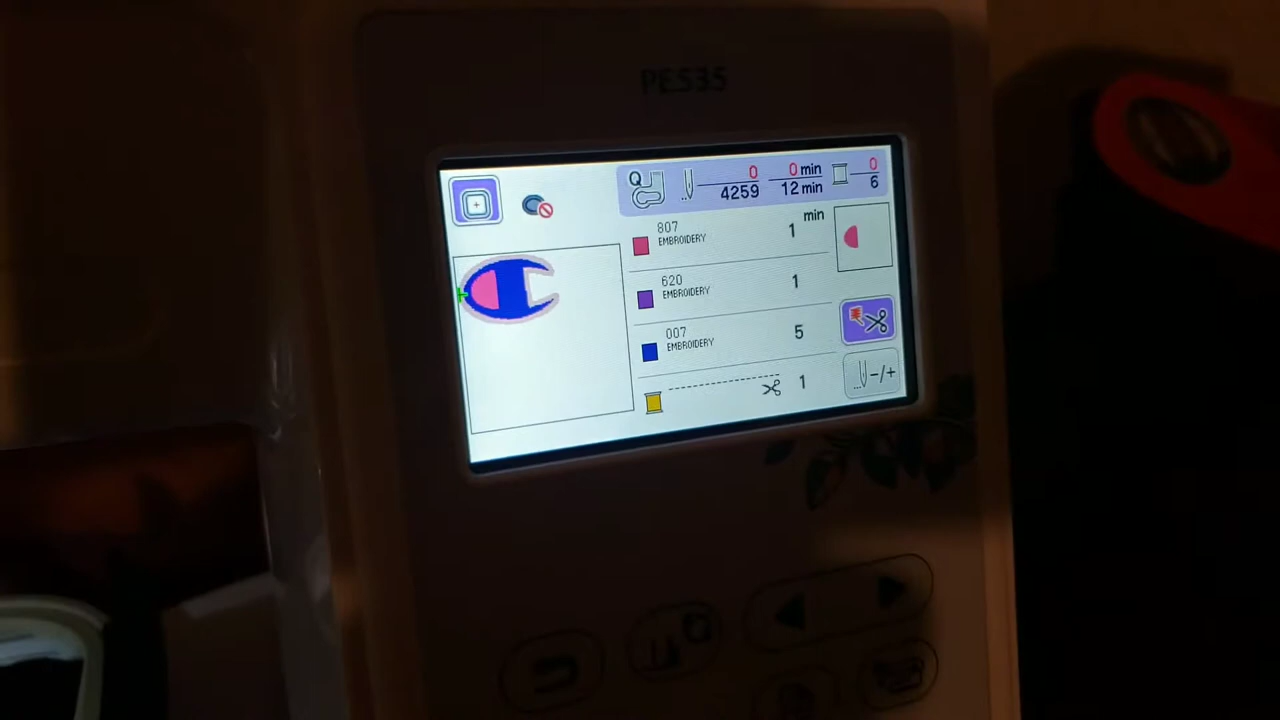 PE535
Q 0 0 min 0
4259 12 min 6
min
807
EMBROIDERY 1
620
EMBROIDERY 1
007
EMBROIDERY 5
1
-/+